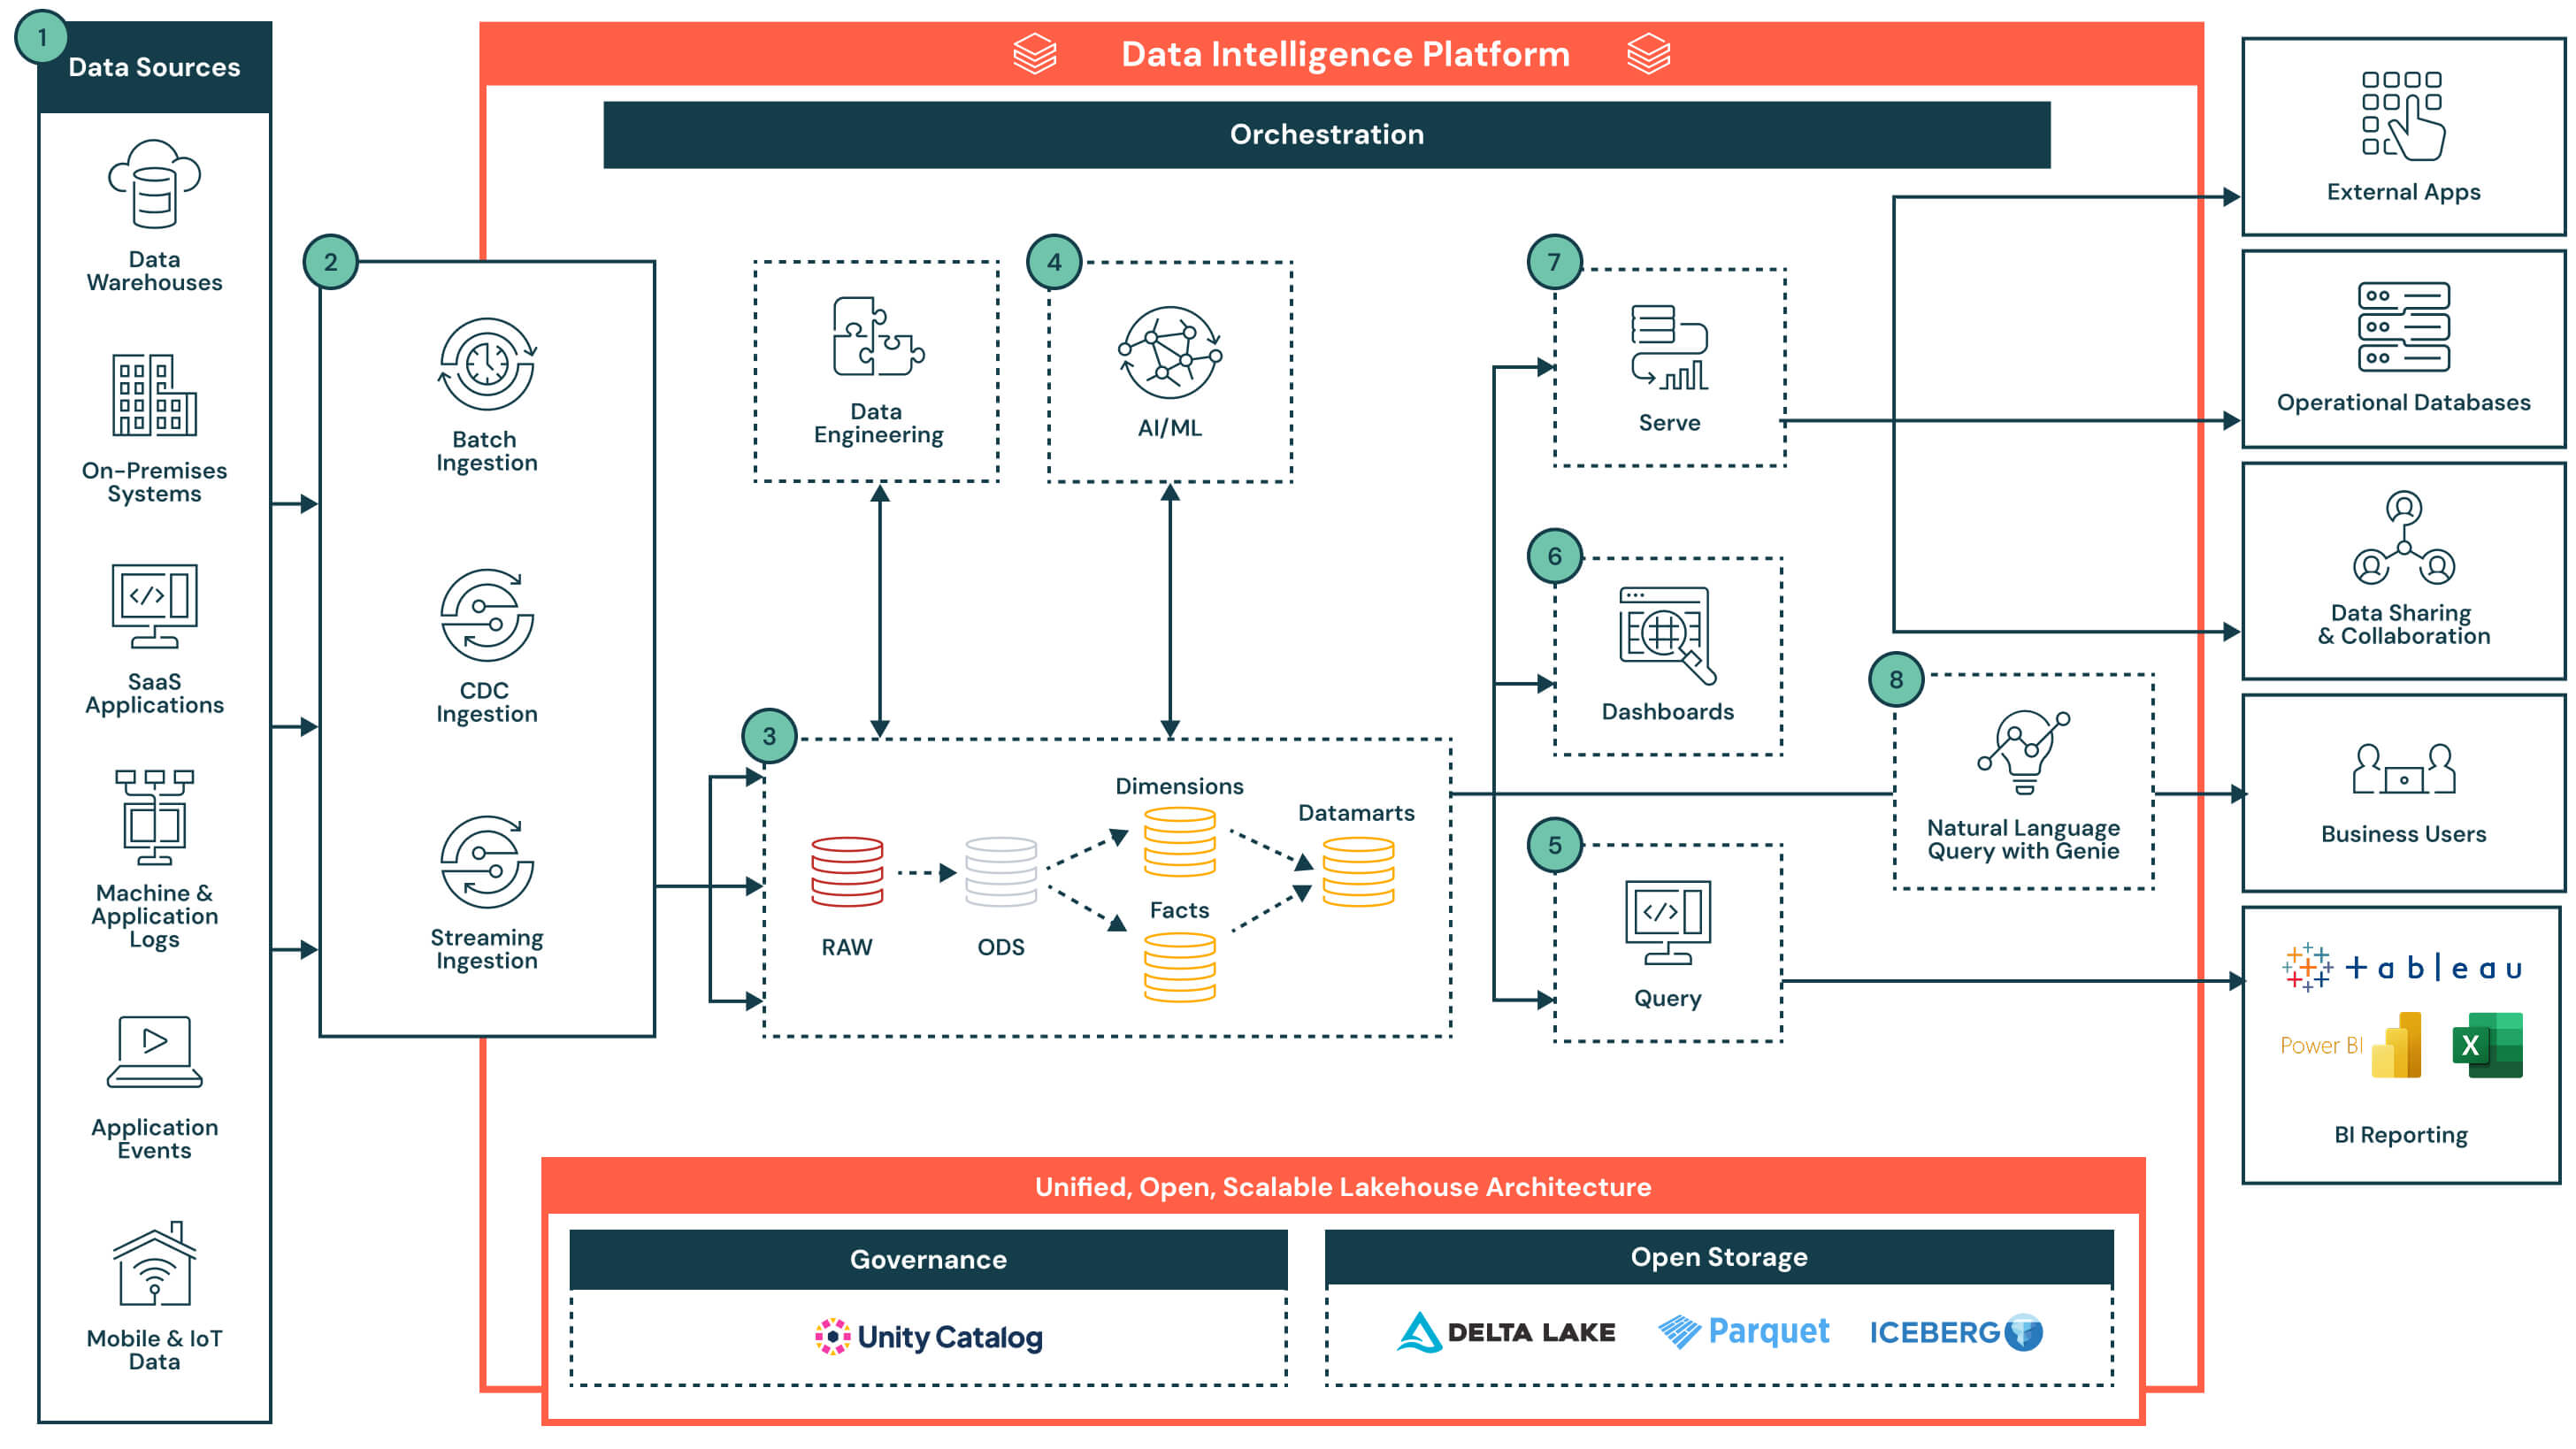 1
Data Sources
Data
Warehouses
On-Premises
Systems
SaaS
Applications
Machine &
Application
Logs
Application
Events
Mobile & IoT
Data
2
Batch
Ingestion
CDC
Ingestion
Streaming
Ingestion
Data Intelligence Platform
Orchestration
Data
Engineering
4
AI/ML
3
RAW
ODS
Dimensions
Facts
Datamarts
7
Serve
6
Dashboards
5
Query
8
Natural Language
Query with Genie
External Apps
Operational Databases
Data Sharing
& Collaboration
Business Users
+ableau
Power BI
X
BI Reporting
Unified, Open, Scalable Lakehouse Architecture
Governance
Unity Catalog
Open Storage
DELTA LAKE
Parquet
ICEBERG